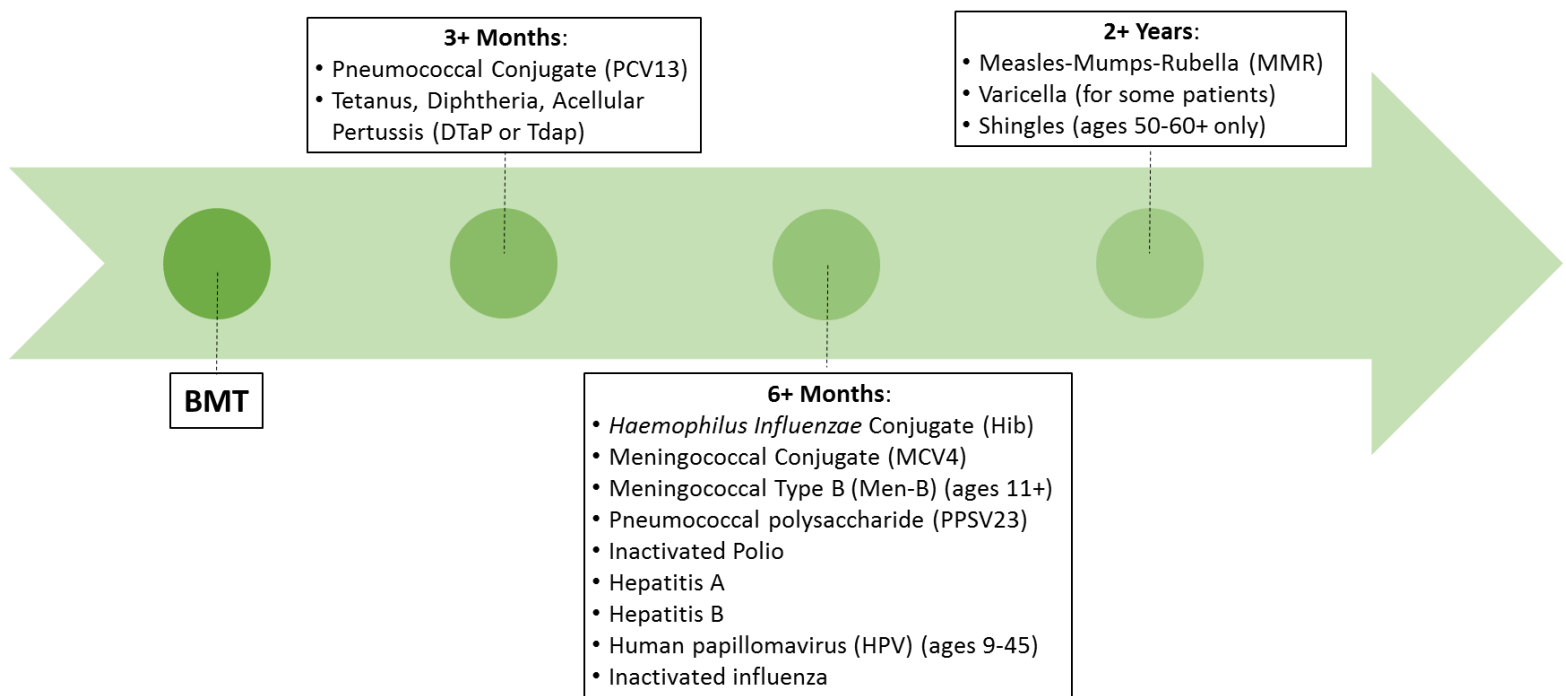 3+ Months:
• Pneumococcal Conjugate (PCV13)
• Tetanus, Diphtheria, Acellular
Pertussis (DTaP or Tdap)
2+ Years:
• Measles-Mumps-Rubella (MMR)
• Varicella (for some patients)
• Shingles (ages 50-60+ only)
BMT
6+ Months:
• Haemophilus Influenzae Conjugate (Hib)
• Meningococcal Conjugate (MCV4)
• Meningococcal Type B (Men-B) (ages 11+)
• Pneumococcal polysaccharide (PPSV23)
• Inactivated Polio
• Hepatitis A
• Hepatitis B
• Human papillomavirus (HPV) (ages 9-45)
• Inactivated influenza